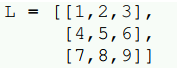 L = [[1,2,3],
[4,5,6],
[7,8,9]]